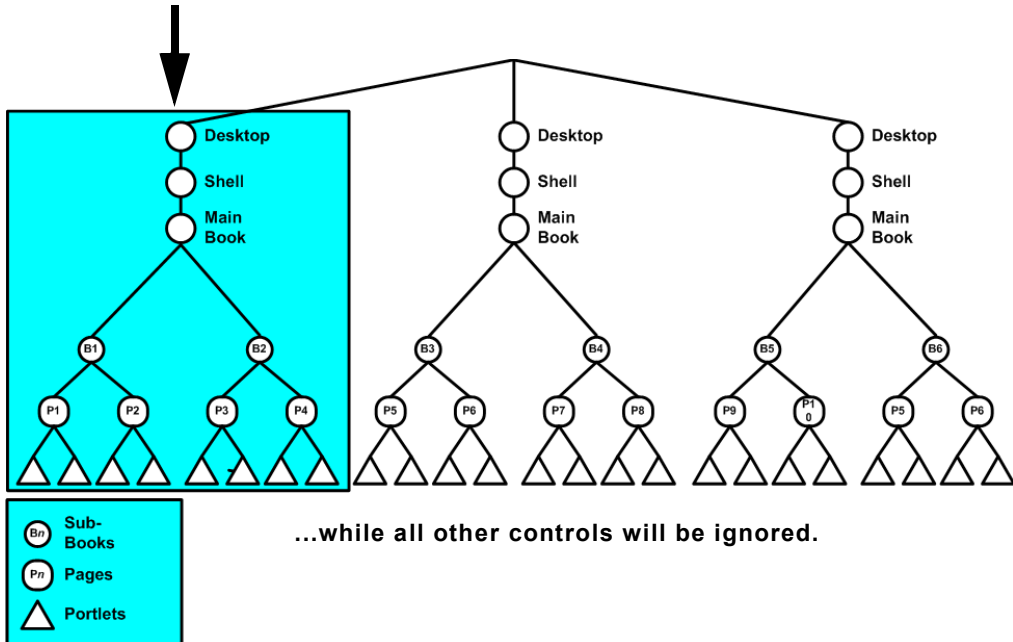 Desktop Desktop Desktop
Shell Shell Shell
Main Main Main
Book Book Book
B1 B2 B3 B4 B5 B6
P1 P2 P3 P4 P5 P6 P7 P8 P9 P1 P5 P6
0
Bn Sub-
Books
Pn Pages
Portlets
...while all other controls will be ignored.